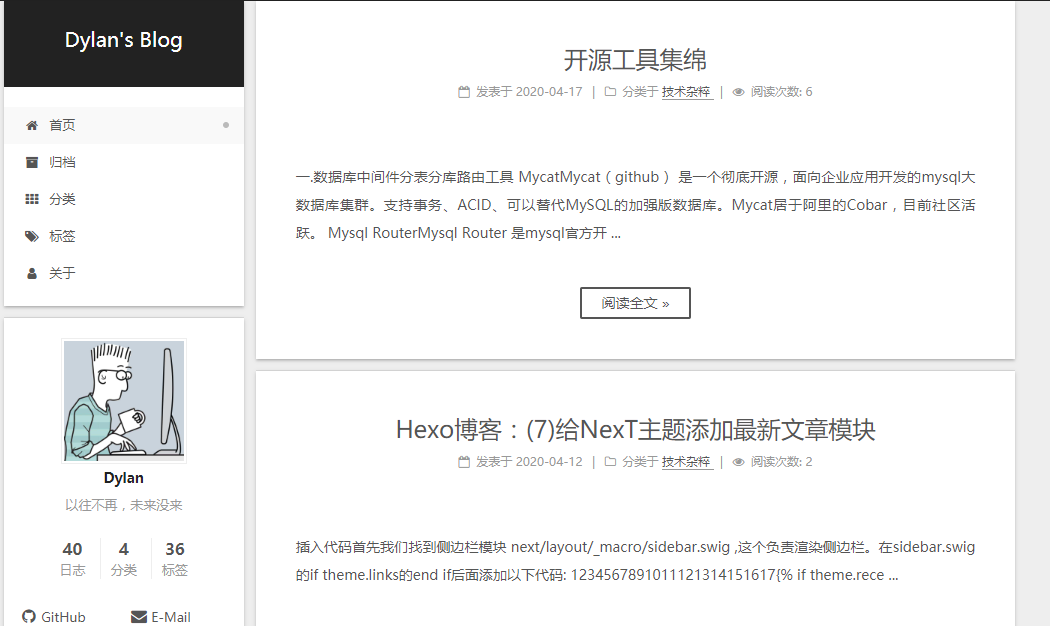 Dylan's Blog
首页
归档
分类
标签
关于
Dylan
以往不再，未来没来
40
日志
4
分类
36
标签
GitHub
E-Mail
开源工具集绵
发表于 2020-04-17 | 分类于 技术杂粹 | 阅读次数: 6
一.数据库中间件分表分库路由工具 MycatMycat（github） 是一个彻底开源，面向企业应用开发的mysql大
数据库集群。支持事务、ACID、可以替代MySQL的加强版数据库。Mycat居于阿里的Cobar，目前社区活
跃。 Mysql RouterMysql Router 是mysql官方开 ...
阅读全文 »
Hexo博客：(7)给NexT主题添加最新文章模块
发表于 2020-04-12 | 分类于 技术杂粹 | 阅读次数: 2
插入代码首先我们找到侧边栏模块 next/layout/_macro/sidebar.swig ,这个负责渲染侧边栏。在sidebar.swig
的if theme.links的end if后面添加以下代码: 1234567891011121314151617{% if theme.rece ...